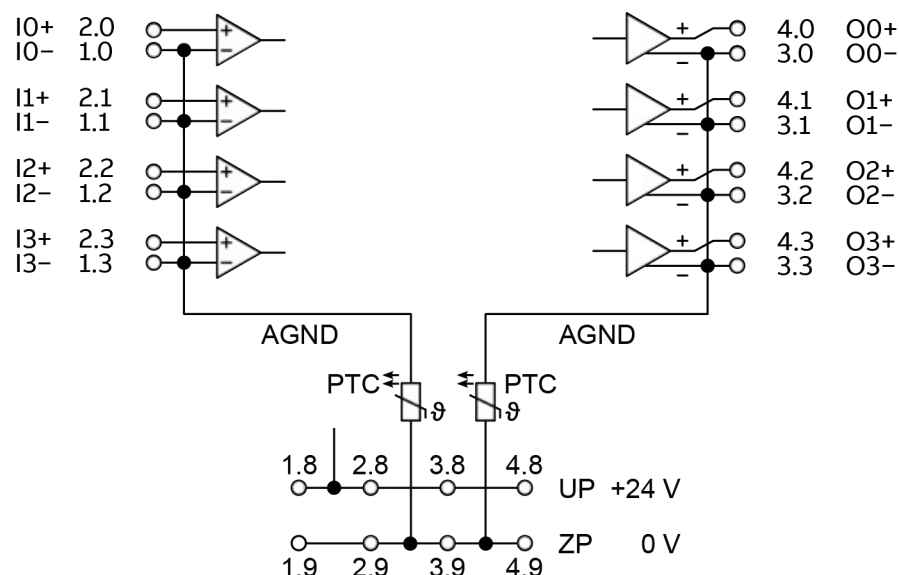 I0+ 2.0
I0− 1.0
I1+ 2.1
I1− 1.1
I2+ 2.2
I2− 1.2
I3+ 2.3
I3− 1.3
+
−
+
−
+
−
+
−
+
−
+
−
+
−
+
−
4.0 O0+
3.0 O0−
4.1 O1+
3.1 O1−
4.2 O2+
3.2 O2−
4.3 O3+
3.3 O3−
AGND AGND
PTC PTC
ϑ ϑ
1.8 2.8 3.8 4.8
UP +24 V
ZP 0 V
1.9 2.9 3.9 4.9